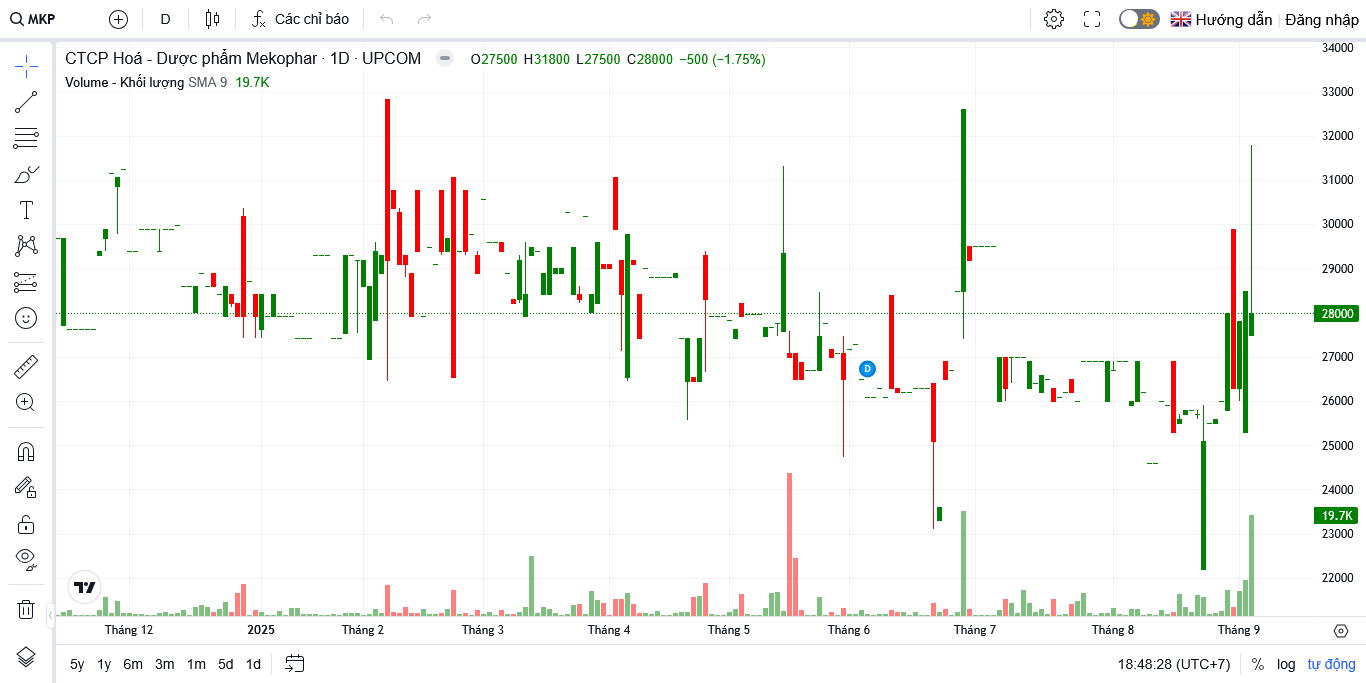 MKP D Các chỉ báo Hướng dẫn Đăng nhập
CTCP Hoá - Dược phẩm Mekophar · 1D · UPCOM O27500 H31800 L27500 C28000 −500 (−1.75%)
Volume - Khối lượng SMA 9 19.7K
34000
33000
32000
31000
30000
29000
28000
27000
26000
25000
24000
19.7K
23000
22000
D
Tháng 12 2025 Tháng 2 Tháng 3 Tháng 4 Tháng 5 Tháng 6 Tháng 7 Tháng 8 Tháng 9
5y 1y 6m 3m 1m 5d 1d 18:48:28 (UTC+7) % log tự động